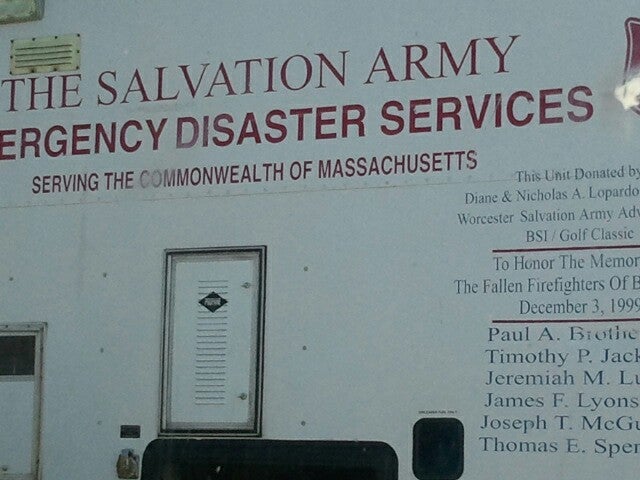 THE SALVATION ARMY
ERGENCY DISASTER SERVICES
SERVING THE COMMONWEALTH OF MASSACHUSETTS
This Unit Donated by
Diane & Nicholas A. Lopardo
Worcester Salvation Army Adv
BSI / Golf Classic
To Honor The Memor
The Fallen Firefighters Of B
December 3, 1999
Paul A. Brothe
Timothy P. Jack
Jeremiah M. Lu
James F. Lyons
Joseph T. McGu
Thomas E. Spen
PROPANE